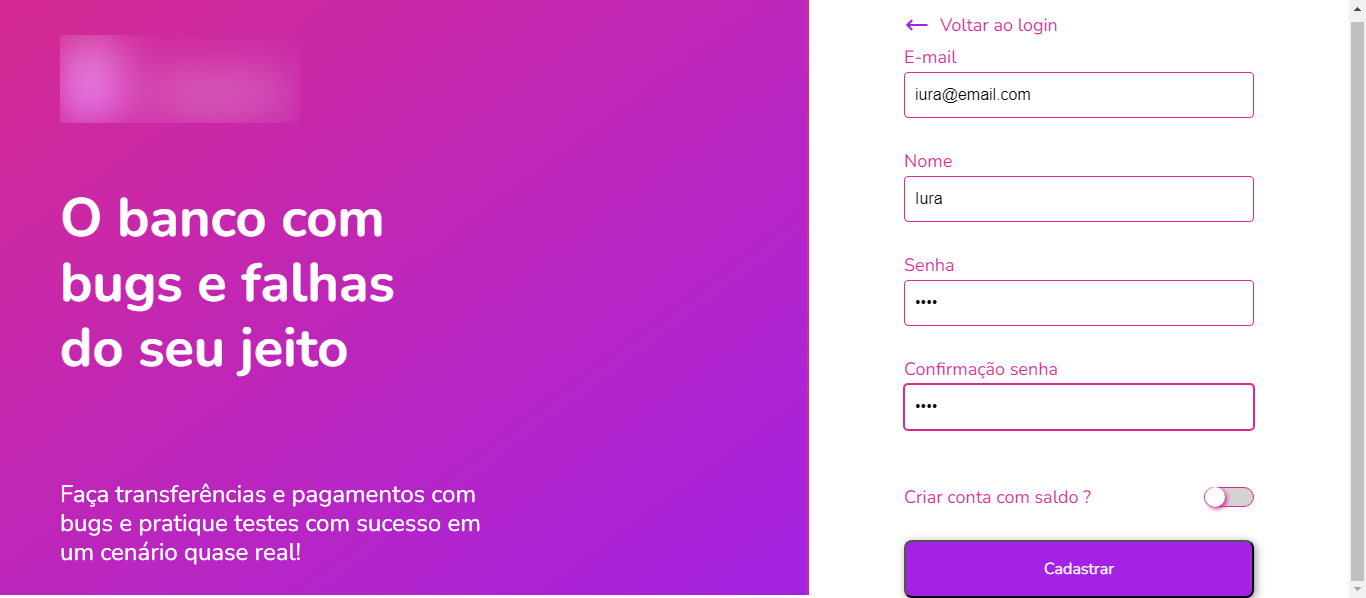 O banco com
bugs e falhas
do seu jeito
Faça transferências e pagamentos com
bugs e pratique testes com sucesso em
um cenário quase real!
Voltar ao login
E-mail
iura@email.com
Nome
Iura
Senha
••••
Confirmação senha
••••
Criar conta com saldo ?
Cadastrar